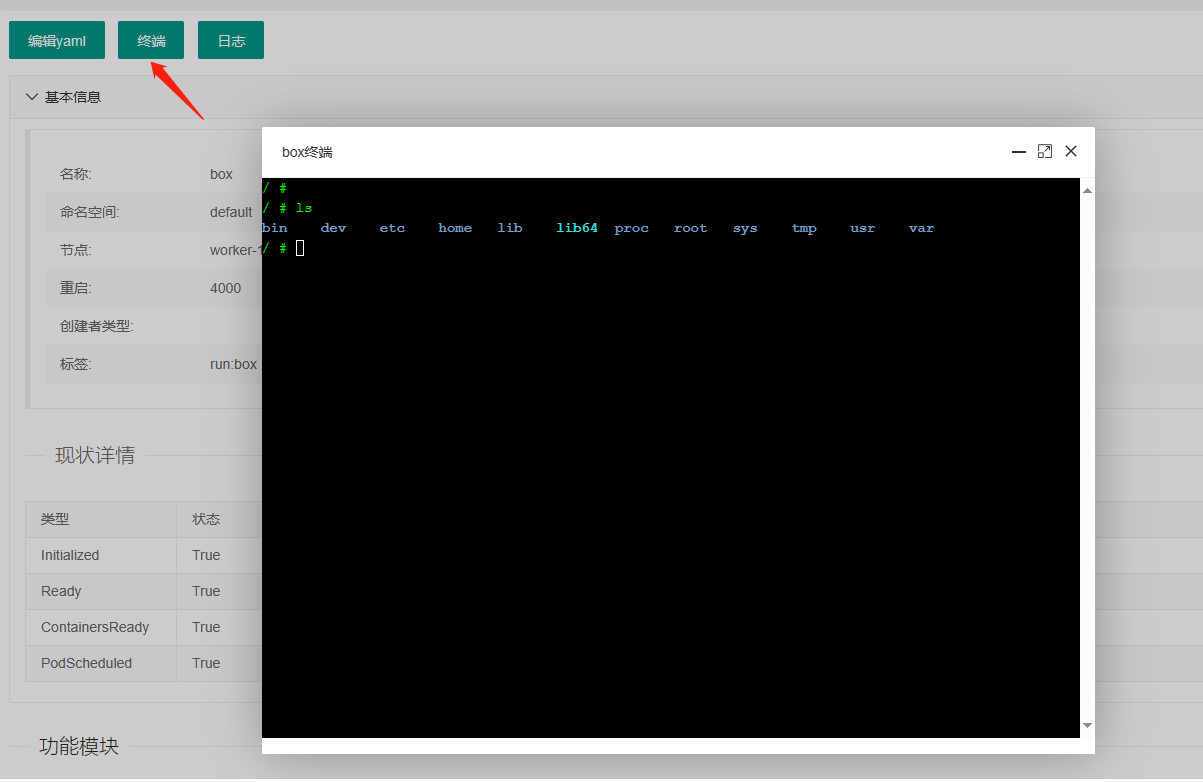 编辑yaml 终端 日志
基本信息
box终端
名称: box
命名空间: default
节点: worker-
重启: 4000
创建者类型:
标签: run:box
/ #
/ # ls
bin dev etc home lib lib64 proc root sys tmp usr var
/ #
现状详情
类型 状态
Initialized True
Ready True
ContainersReady True
PodScheduled True
功能模块